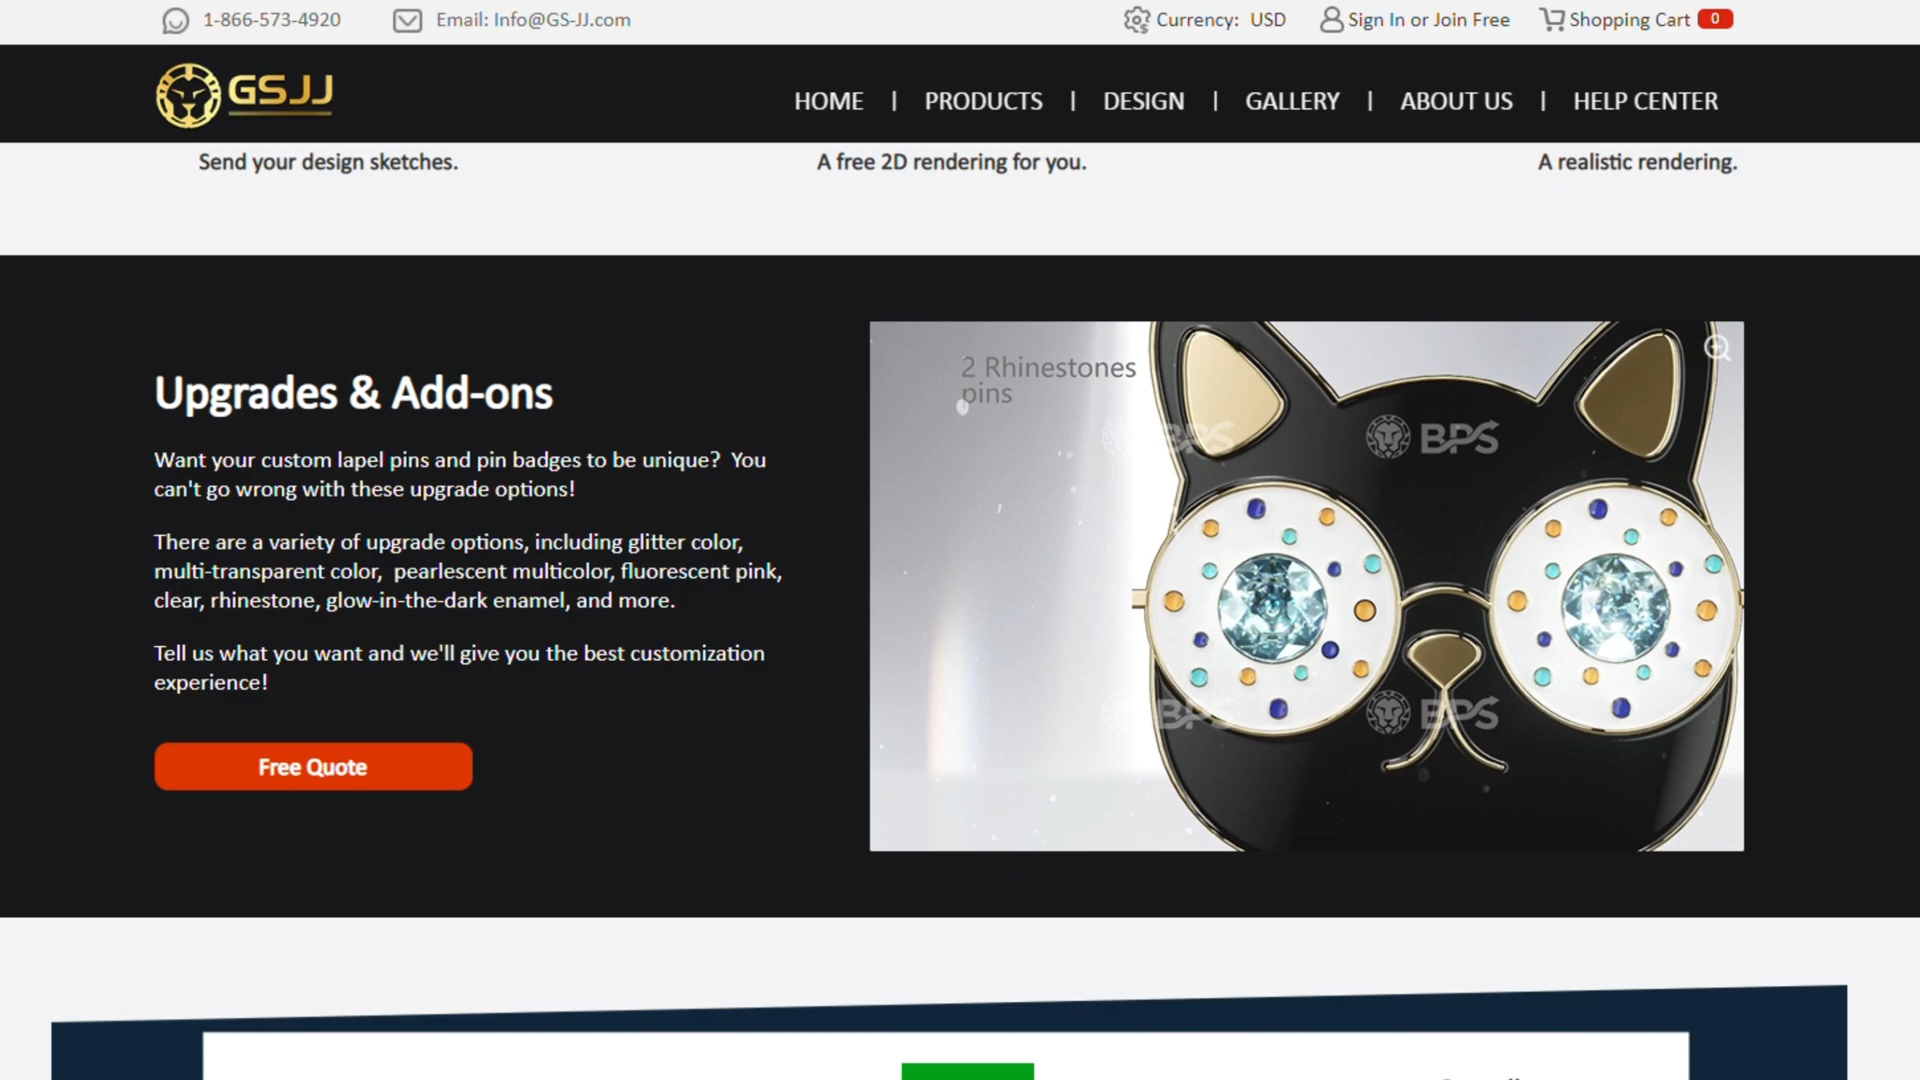 1-866-573-4920
Email: Info@GS-JJ.com
Currency: USD
Sign In or Join Free
Shopping Cart 0
GSJJ
HOME | PRODUCTS | DESIGN | GALLERY | ABOUT US | HELP CENTER
Send your design sketches.
A free 2D rendering for you.
A realistic rendering.
Upgrades & Add-ons
Want your custom lapel pins and pin badges to be unique? You
can't go wrong with these upgrade options!
There are a variety of upgrade options, including glitter color,
multi-transparent color, pearlescent multicolor, fluorescent pink,
clear, rhinestone, glow-in-the-dark enamel, and more.
Tell us what you want and we'll give you the best customization
experience!
Free Quote
2 Rhinestones
pins
BPS
BPS
BPS
BPS